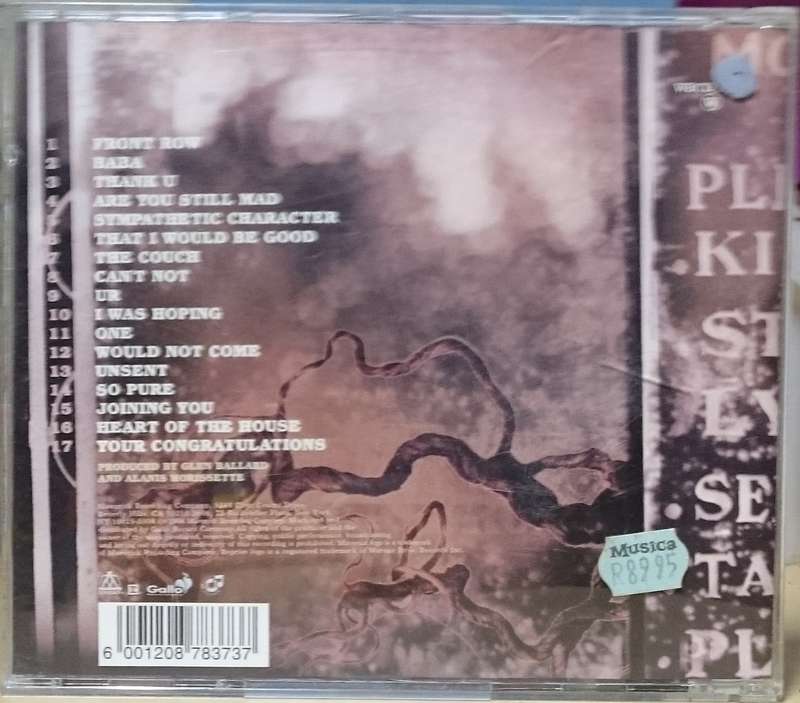 1 FRONT ROW
2 BABA
3 THANK U
4 ARE YOU STILL MAD
5 SYMPATHETIC CHARACTER
6 THAT I WOULD BE GOOD
7 THE COUCH
8 CAN'T NOT
9 UR
10 I WAS HOPING
11 ONE
12 WOULD NOT COME
13 UNSENT
14 SO PURE
15 JOINING YOU
16 HEART OF THE HOUSE
17 YOUR CONGRATULATIONS
PRODUCED BY GLEN BALLARD
AND ALANIS MORISSETTE
Gallo
6 001208 783737
MO
PL
.KI
ST
LY
.SE
TA
.PL
Musica
R89.95